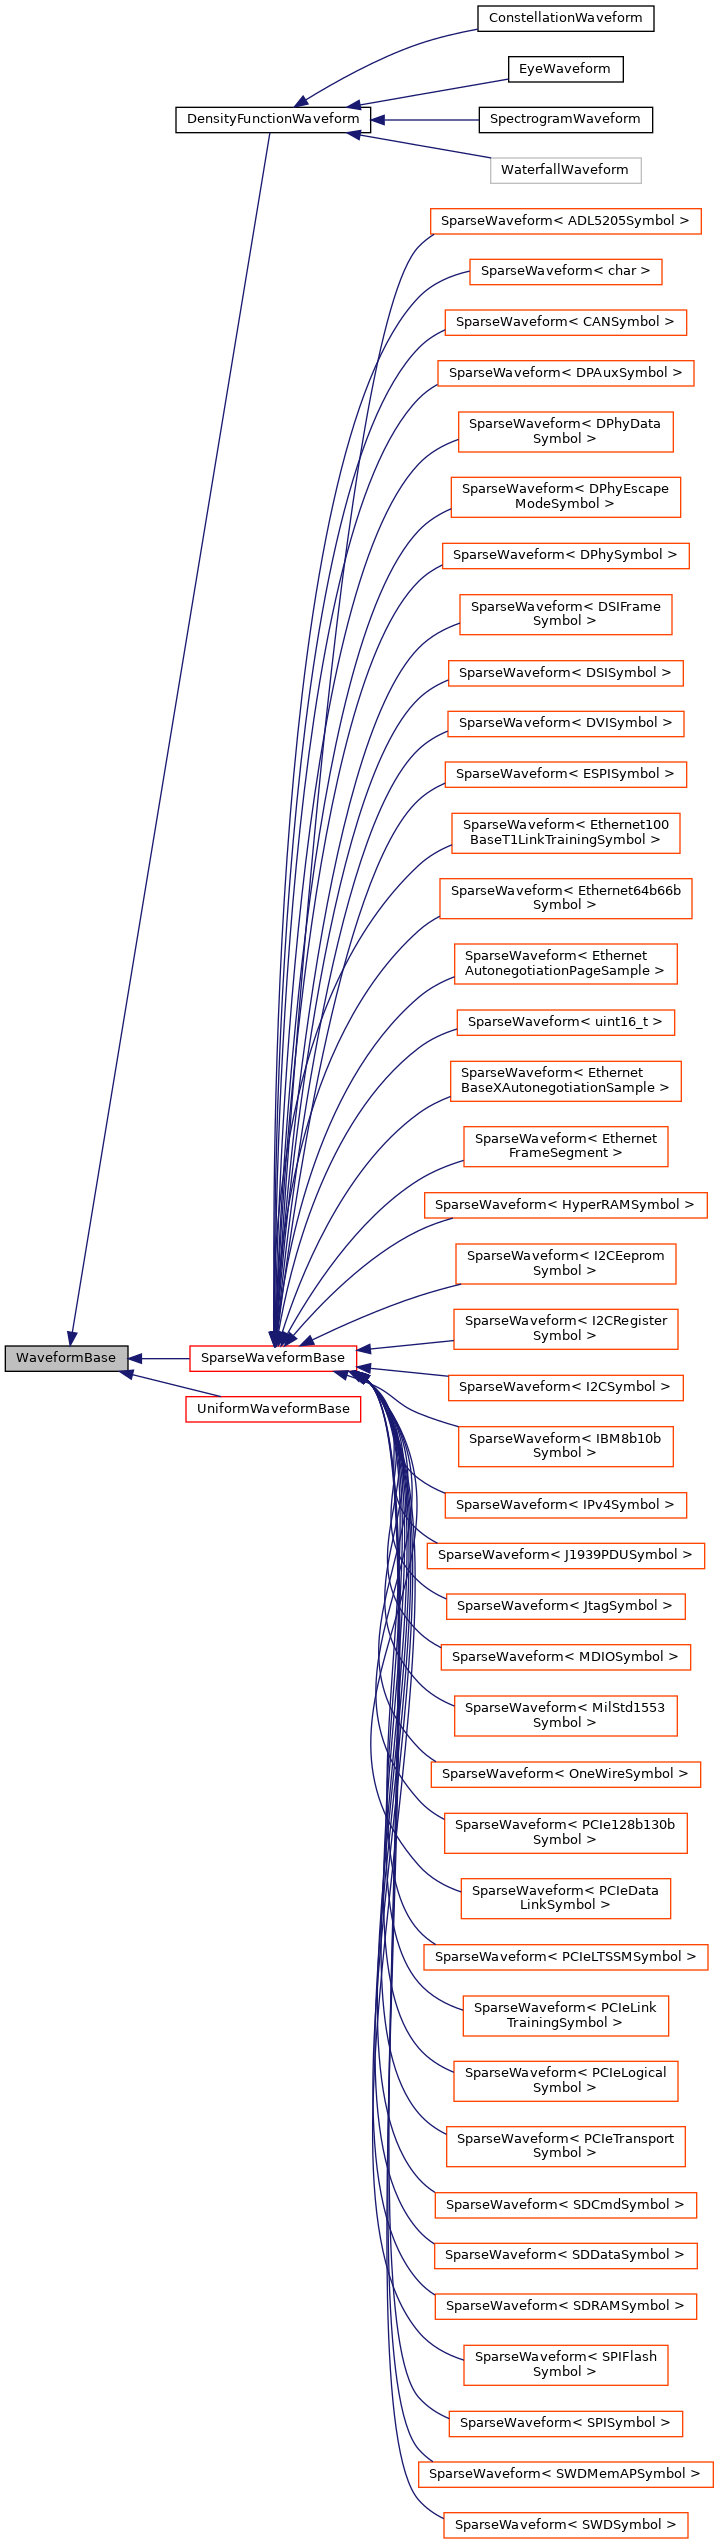 ConstellationWaveform
EyeWaveform
DensityFunctionWaveform
SpectrogramWaveform
WaterfallWaveform
SparseWaveform< ADL5205Symbol >
SparseWaveform< char >
SparseWaveform< CANSymbol >
SparseWaveform< DPAuxSymbol >
SparseWaveform< DPhyData
Symbol >
SparseWaveform< DPhyEscape
ModeSymbol >
SparseWaveform< DPhySymbol >
SparseWaveform< DSIFrame
Symbol >
SparseWaveform< DSISymbol >
SparseWaveform< DVISymbol >
SparseWaveform< ESPISymbol >
SparseWaveform< Ethernet100
BaseT1LinkTrainingSymbol >
SparseWaveform< Ethernet64b66b
Symbol >
SparseWaveform< Ethernet
AutonegotiationPageSample >
SparseWaveform< uint16_t >
SparseWaveform< Ethernet
BaseXAutonegotiationSample >
SparseWaveform< Ethernet
FrameSegment >
SparseWaveform< HyperRAMSymbol >
SparseWaveform< I2CEeprom
Symbol >
SparseWaveform< I2CRegister
Symbol >
WaveformBase
SparseWaveformBase
SparseWaveform< I2CSymbol >
UniformWaveformBase
SparseWaveform< IBM8b10b
Symbol >
SparseWaveform< IPv4Symbol >
SparseWaveform< J1939PDUSymbol >
SparseWaveform< JtagSymbol >
SparseWaveform< MDIOSymbol >
SparseWaveform< MilStd1553
Symbol >
SparseWaveform< OneWireSymbol >
SparseWaveform< PCIe128b130b
Symbol >
SparseWaveform< PCIeData
LinkSymbol >
SparseWaveform< PCIeLTSSMSymbol >
SparseWaveform< PCIeLink
TrainingSymbol >
SparseWaveform< PCIeLogical
Symbol >
SparseWaveform< PCIeTransport
Symbol >
SparseWaveform< SDCmdSymbol >
SparseWaveform< SDDataSymbol >
SparseWaveform< SDRAMSymbol >
SparseWaveform< SPIFlash
Symbol >
SparseWaveform< SPISymbol >
SparseWaveform< SWDMemAPSymbol >
SparseWaveform< SWDSymbol >